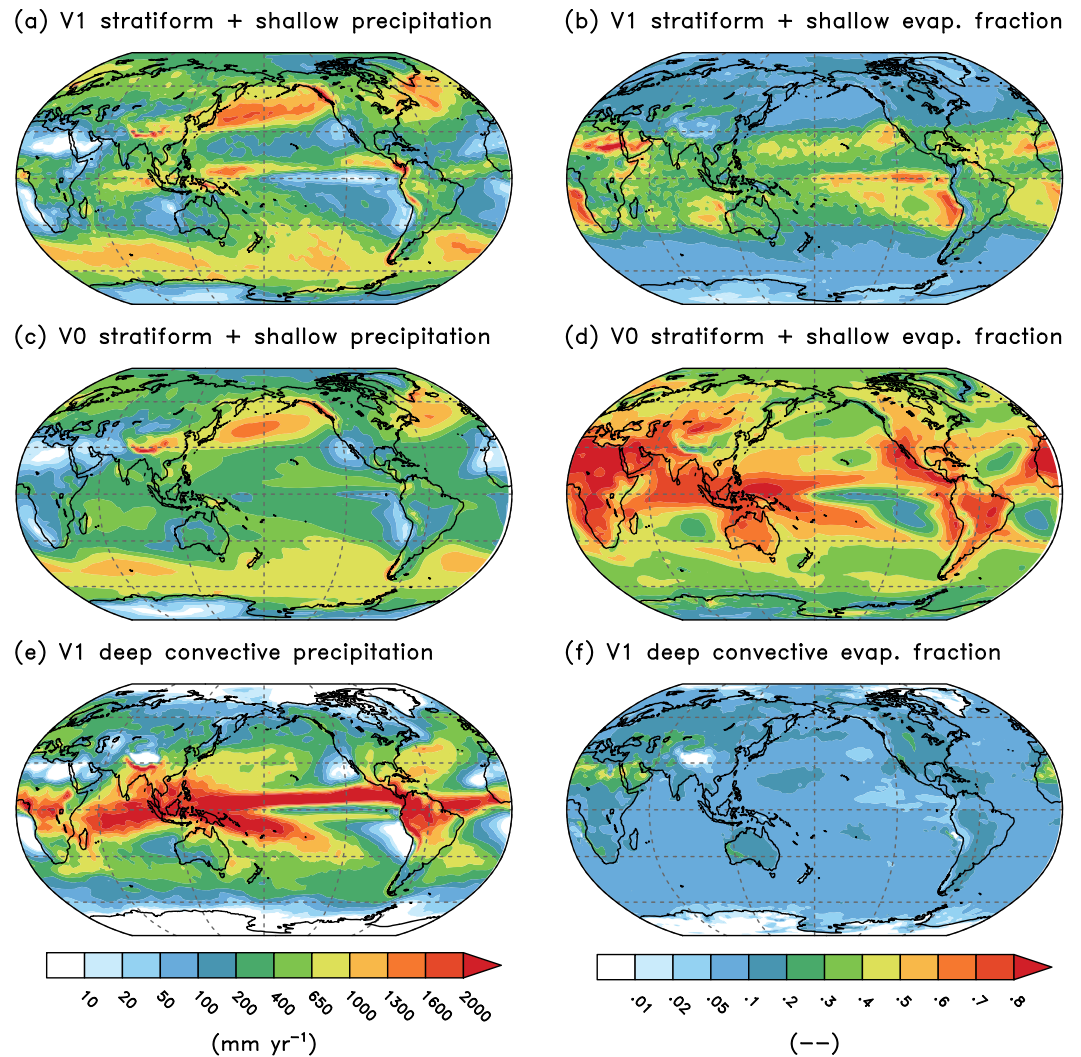 (a) V1 stratiform + shallow precipitation
(b) V1 stratiform + shallow evap. fraction
(c) V0 stratiform + shallow precipitation
(d) V0 stratiform + shallow evap. fraction
(e) V1 deep convective precipitation
(f) V1 deep convective evap. fraction
10 20 50 100 200 400 650 1000 1300 1600 2000
(mm yr⁻¹)
.01 .02 .05 .1 .2 .3 .4 .5 .6 .7 .8
(−−)